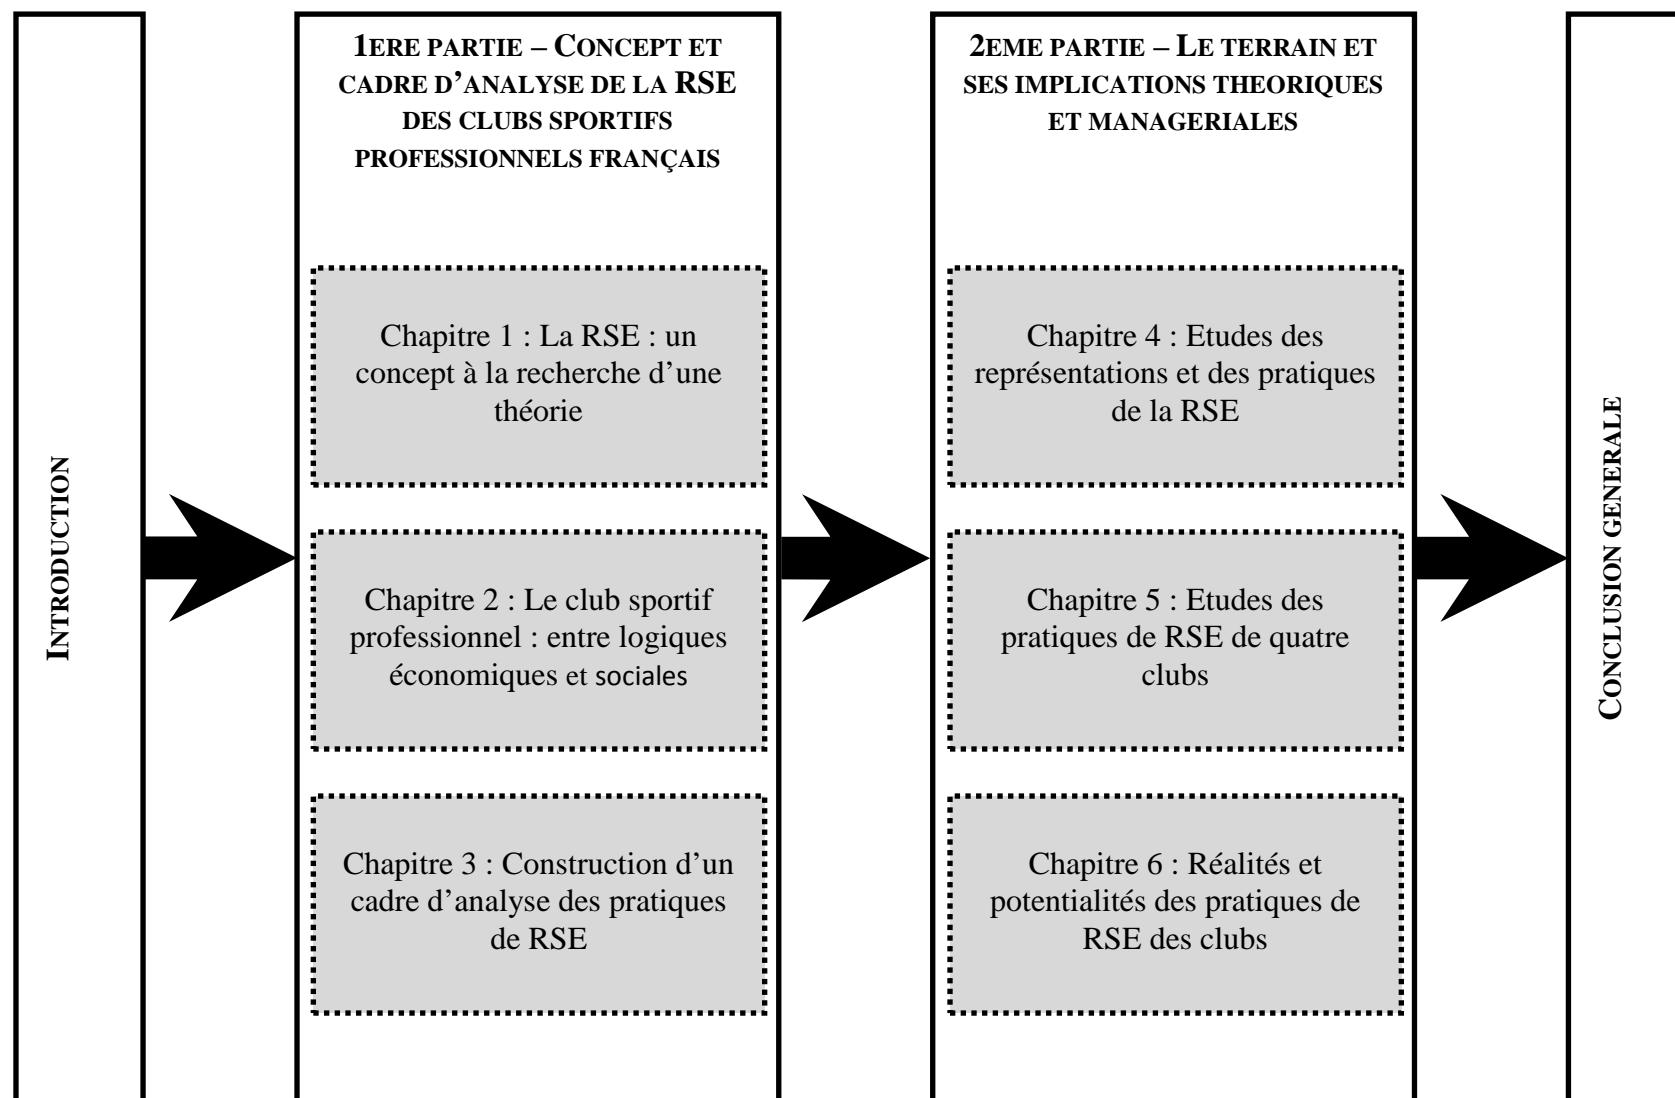 INTRODUCTION
1ERE PARTIE – CONCEPT ET
CADRE D’ANALYSE DE LA RSE
DES CLUBS SPORTIFS
PROFESSIONNELS FRANÇAIS
Chapitre 1 : La RSE : un
concept à la recherche d’une
théorie
Chapitre 2 : Le club sportif
professionnel : entre logiques
économiques et sociales
Chapitre 3 : Construction d’un
cadre d’analyse des pratiques
de RSE
2EME PARTIE – LE TERRAIN ET
SES IMPLICATIONS THEORIQUES
ET MANAGERIALES
Chapitre 4 : Etudes des
représentations et des pratiques
de la RSE
Chapitre 5 : Etudes des
pratiques de RSE de quatre
clubs
Chapitre 6 : Réalités et
potentialités des pratiques de
RSE des clubs
CONCLUSION GENERALE